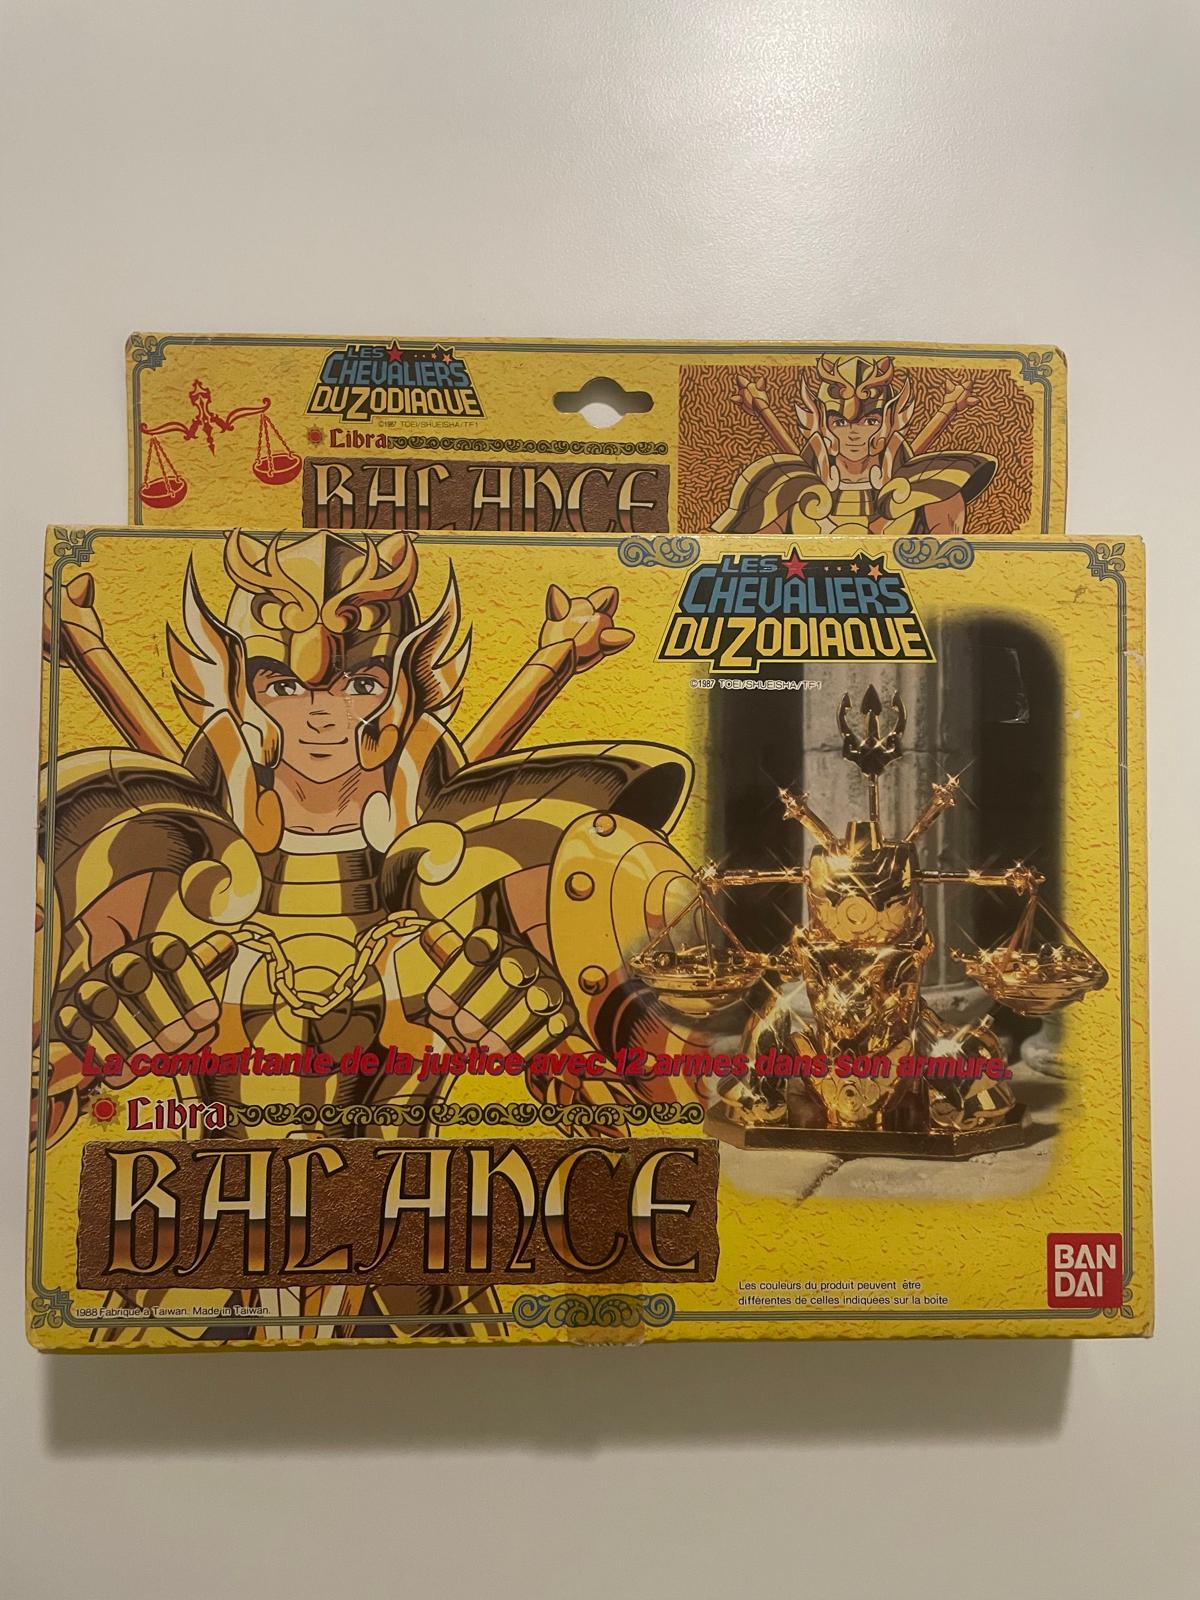 LES
CHEVALIERS
DU ZODIAQUE
©1987 TOEI/SHUEISHA/TF1
Libra
BALANCE
LES
CHEVALIERS
DU ZODIAQUE
©1987 TOEI/SHUEISHA/TF1
La combattante de la justice avec 12 armes dans son armure.
Libra
BALANCE
1988 Fabriqué à Taiwan. Made in Taiwan.
Les couleurs du produit peuvent être
différentes de celles indiquées sur la boite
BAN
DAI